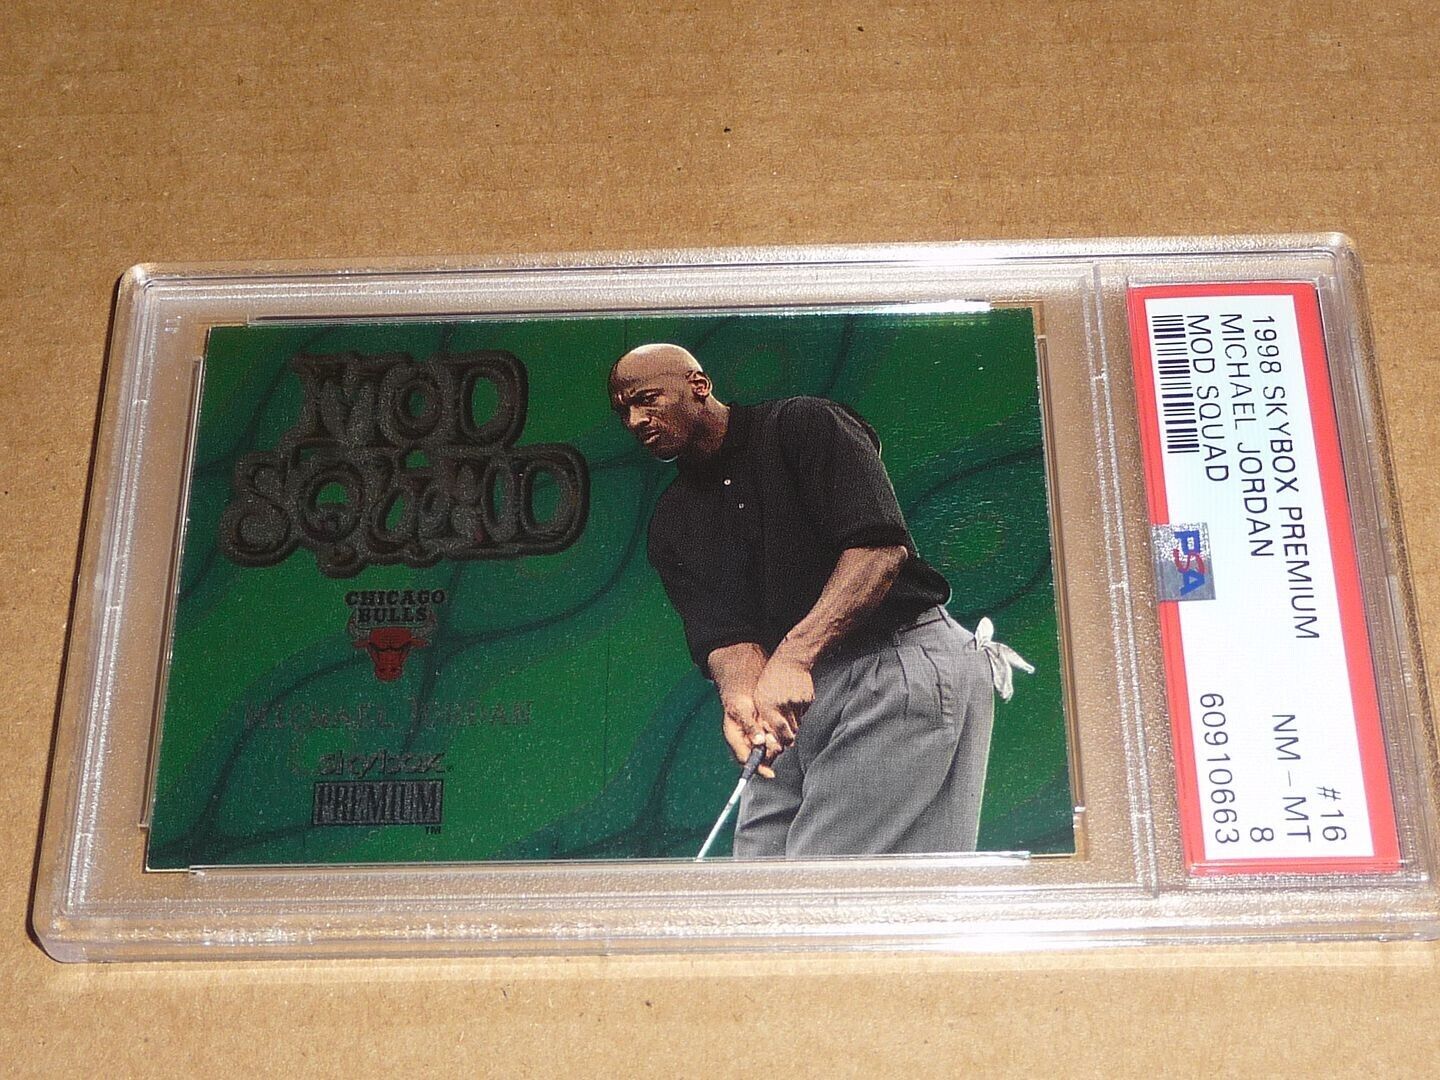 MOD
SQUAD
CHICAGO
BULLS
MICHAEL JORDAN
skybox
PREMIUM
TM
1998 SKYBOX PREMIUM #16
MICHAEL JORDAN NM - MT
MOD SQUAD 8
60910663
PSA